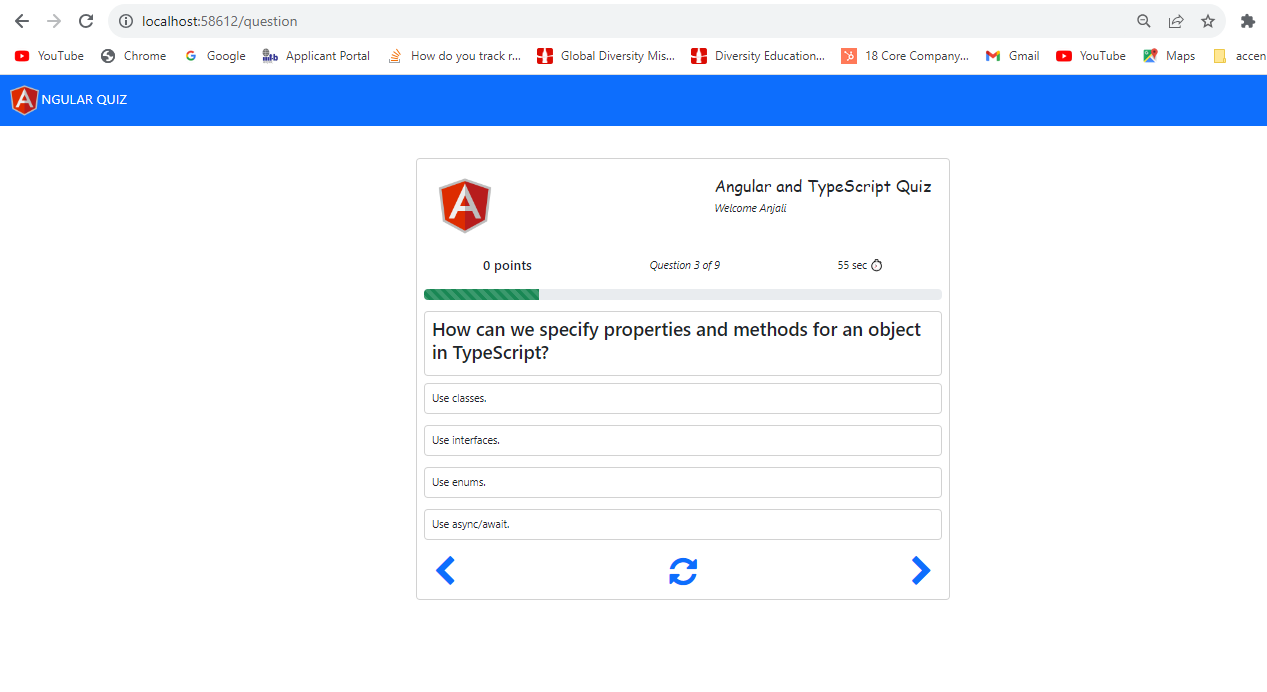 localhost:58612/question
YouTube Chrome Google Applicant Portal How do you track r... Global Diversity Mis... Diversity Education... 18 Core Company... Gmail YouTube Maps accen
NGULAR QUIZ
Angular and TypeScript Quiz
Welcome Anjali
0 points Question 3 of 9 55 sec
How can we specify properties and methods for an object
in TypeScript?
Use classes.
Use interfaces.
Use enums.
Use async/await.